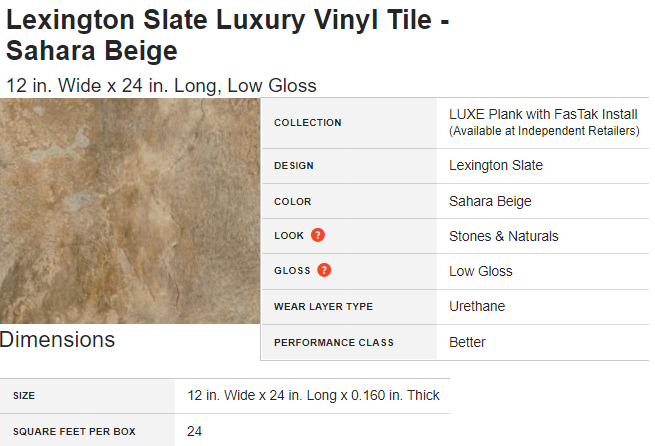 Lexington Slate Luxury Vinyl Tile -
Sahara Beige
12 in. Wide x 24 in. Long, Low Gloss
COLLECTION
LUXE Plank with FasTak Install
(Available at Independent Retailers)
DESIGN Lexington Slate
COLOR Sahara Beige
LOOK ? Stones & Naturals
GLOSS ? Low Gloss
WEAR LAYER TYPE Urethane
PERFORMANCE CLASS Better
Dimensions
SIZE 12 in. Wide x 24 in. Long x 0.160 in. Thick
SQUARE FEET PER BOX 24